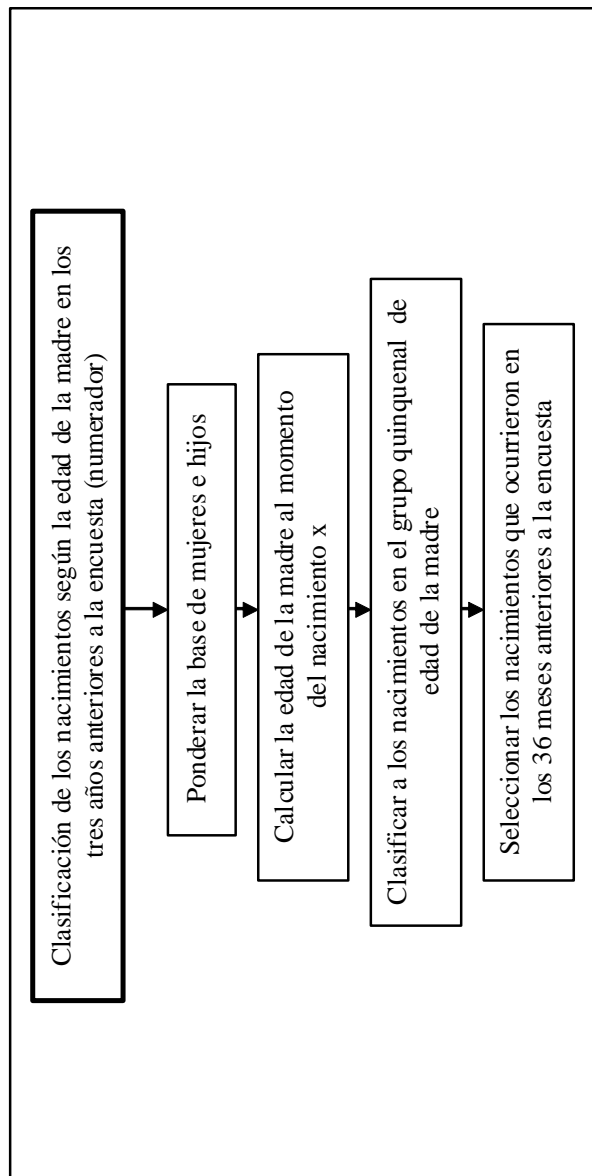 Clasificación de los nacimientos según la edad de la madre en los
tres años anteriores a la encuesta (numerador)
Ponderar la base de mujeres e hijos
Calcular la edad de la madre al momento
del nacimiento x
Clasificar a los nacimientos en el grupo quinquenal de
edad de la madre
Seleccionar los nacimientos que ocurrieron en
los 36 meses anteriores a la encuesta